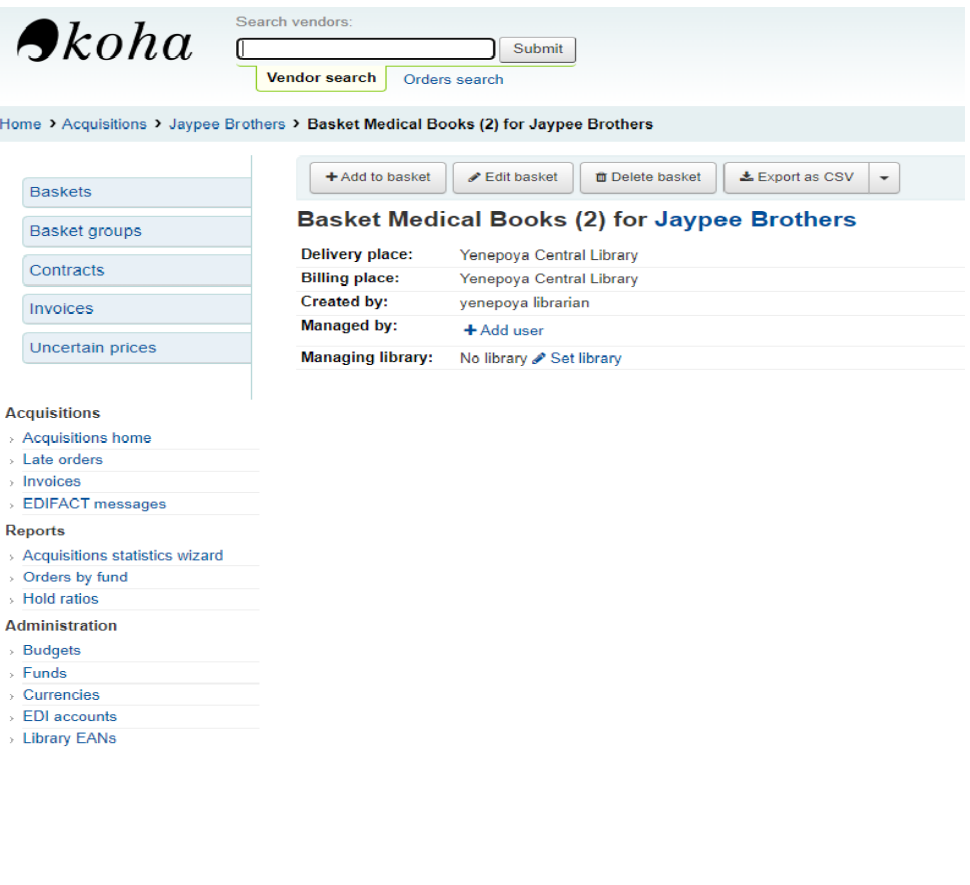 koha
Search vendors:
Submit
Vendor search Orders search
Home › Acquisitions › Jaypee Brothers › Basket Medical Books (2) for Jaypee Brothers
Baskets
Basket groups
Contracts
Invoices
Uncertain prices
Acquisitions
› Acquisitions home
› Late orders
› Invoices
› EDIFACT messages
Reports
› Acquisitions statistics wizard
› Orders by fund
› Hold ratios
Administration
› Budgets
› Funds
› Currencies
› EDI accounts
› Library EANs
+ Add to basket Edit basket Delete basket Export as CSV
Basket Medical Books (2) for Jaypee Brothers
Delivery place: Yenepoya Central Library
Billing place: Yenepoya Central Library
Created by: yenepoya librarian
Managed by: + Add user
Managing library: No library Set library